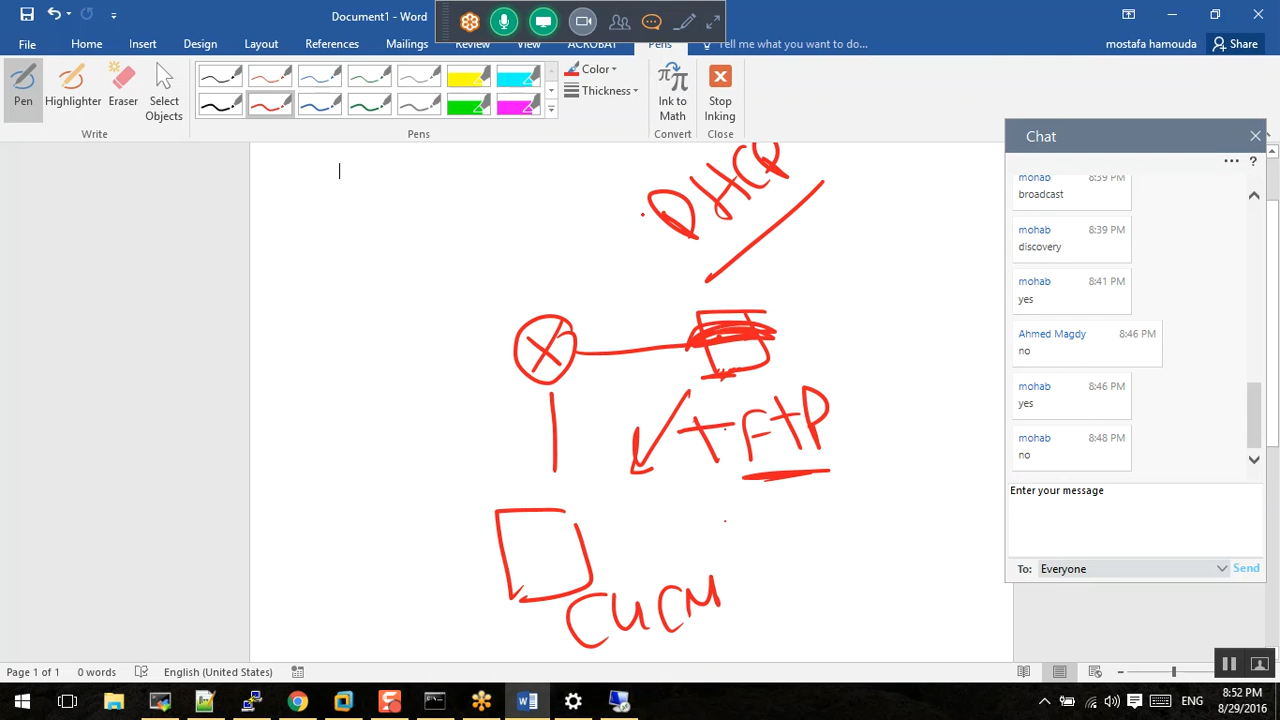 Document1 - Word
File
Home
Insert
Design
Layout
References
Mailings
Review
View
ACROBAT
Pens
Tell me what you want to do...
mostafa hamouda
Share
Pen
Highlighter
Eraser
Select Objects
Color
Thickness
Ink to Math
Stop Inking
Write
Pens
Convert
Close
DHCP
TFTP
CUCM
Chat
mohab 8:39 PM
broadcast
mohab 8:39 PM
discovery
mohab 8:41 PM
yes
Ahmed Magdy 8:46 PM
no
mohab 8:46 PM
yes
mohab 8:48 PM
no
Enter your message
To: Everyone
Send
Page 1 of 1 0 words English (United States)
ENG
8:52 PM
8/29/2016